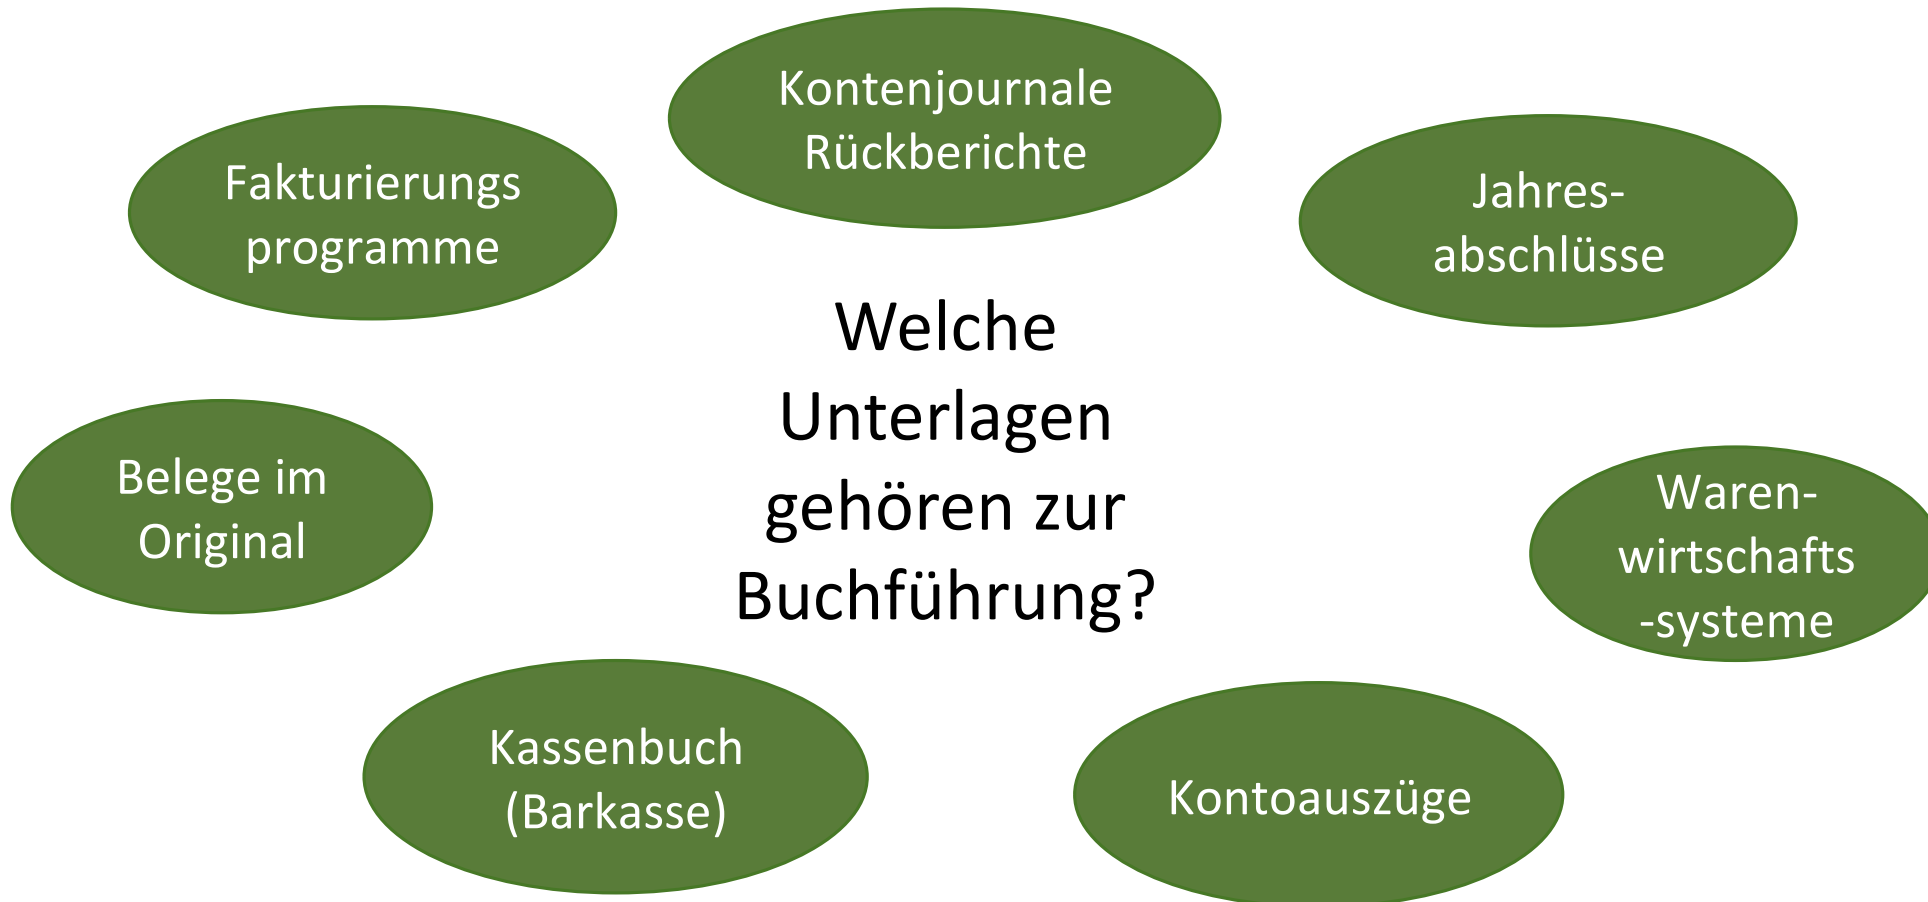 Kontenjournale
Rückberichte
Fakturierungs
programme
Jahres-
abschlüsse
Welche
Unterlagen
gehören zur
Buchführung?
Belege im
Original
Waren-
wirtschafts
-systeme
Kassenbuch
(Barkasse)
Kontoauszüge